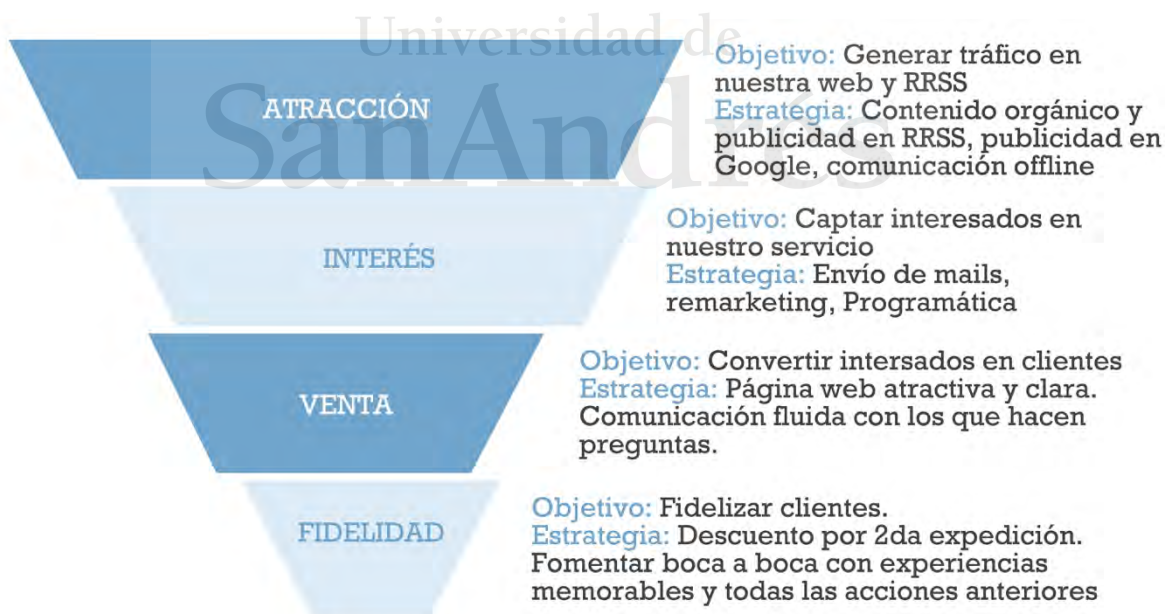 Universidad de
SanAndrés
ATRACCIÓN
Objetivo: Generar tráfico en
nuestra web y RRSS
Estrategia: Contenido orgánico y
publicidad en RRSS, publicidad en
Google, comunicación offline
INTERÉS
Objetivo: Captar interesados en
nuestro servicio
Estrategia: Envío de mails,
remarketing, Programática
VENTA
Objetivo: Convertir intersados en clientes
Estrategia: Página web atractiva y clara.
Comunicación fluida con los que hacen
preguntas.
FIDELIDAD
Objetivo: Fidelizar clientes.
Estrategia: Descuento por 2da expedición.
Fomentar boca a boca con experiencias
memorables y todas las acciones anteriores